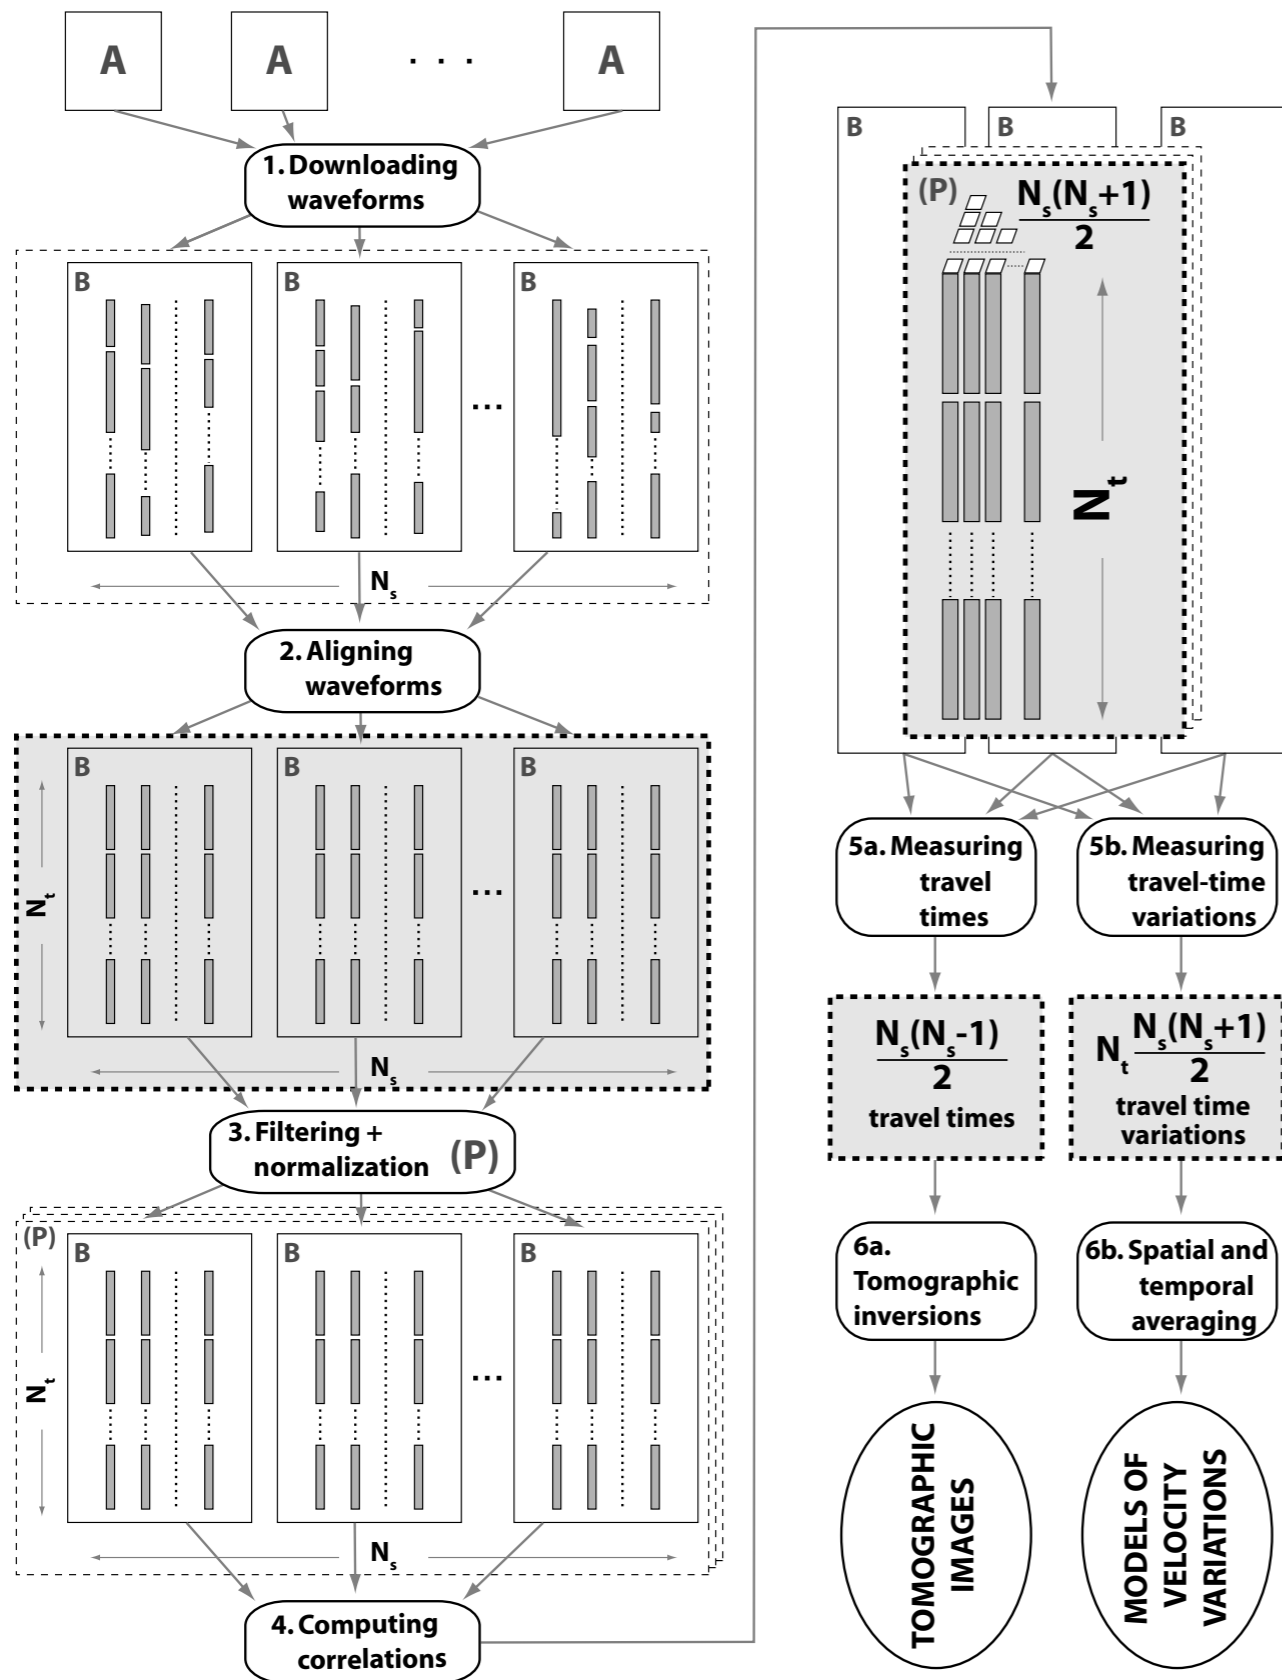 A A . . . A
1. Downloading
waveforms
B B B
...
N_s
2. Aligning
waveforms
B B B
...
N_t
N_s
3. Filtering +
normalization (P)
(P)
B B B
...
N_t
N_s
4. Computing
correlations
B B B
(P)
N_s(N_s+1)
2
N_t
5a. Measuring
travel
times
5b. Measuring
travel-time
variations
N_s(N_s-1)
2
travel times
N_t N_s(N_s+1)
2
travel time
variations
6a.
Tomographic
inversions
6b. Spatial and
temporal
averaging
TOMOGRAPHIC
IMAGES
MODELS OF
VELOCITY
VARIATIONS